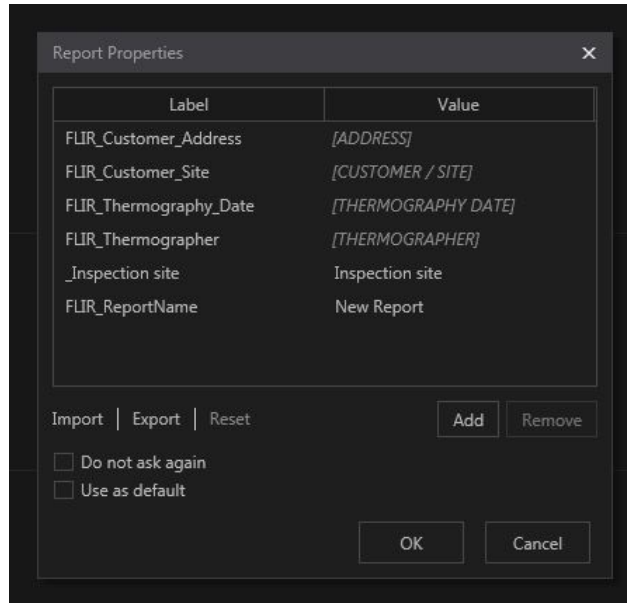 Report Properties
Label Value
FLIR_Customer_Address [ADDRESS]
FLIR_Customer_Site [CUSTOMER / SITE]
FLIR_Thermography_Date [THERMOGRAPHY DATE]
FLIR_Thermographer [THERMOGRAPHER]
_Inspection site Inspection site
FLIR_ReportName New Report
Import | Export | Reset Add Remove
Do not ask again
Use as default
OK Cancel